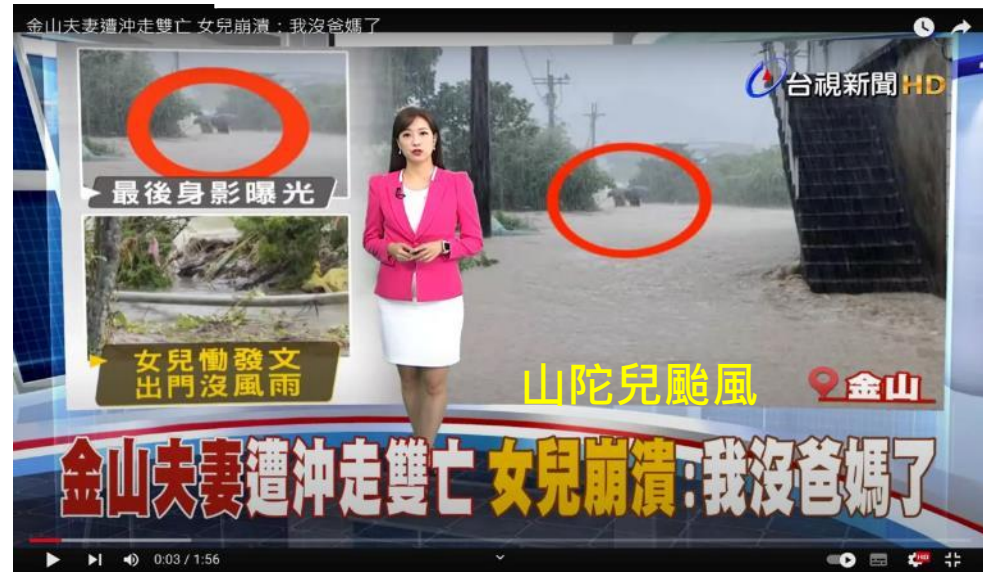 金山夫妻遭沖走雙亡 女兒崩潰：我沒爸媽了
台視新聞HD
最後身影曝光
女兒慟發文
出門沒風雨
山陀兒颱風
金山
金山夫妻遭沖走雙亡 女兒崩潰:我沒爸媽了
0:03 / 1:56
HD